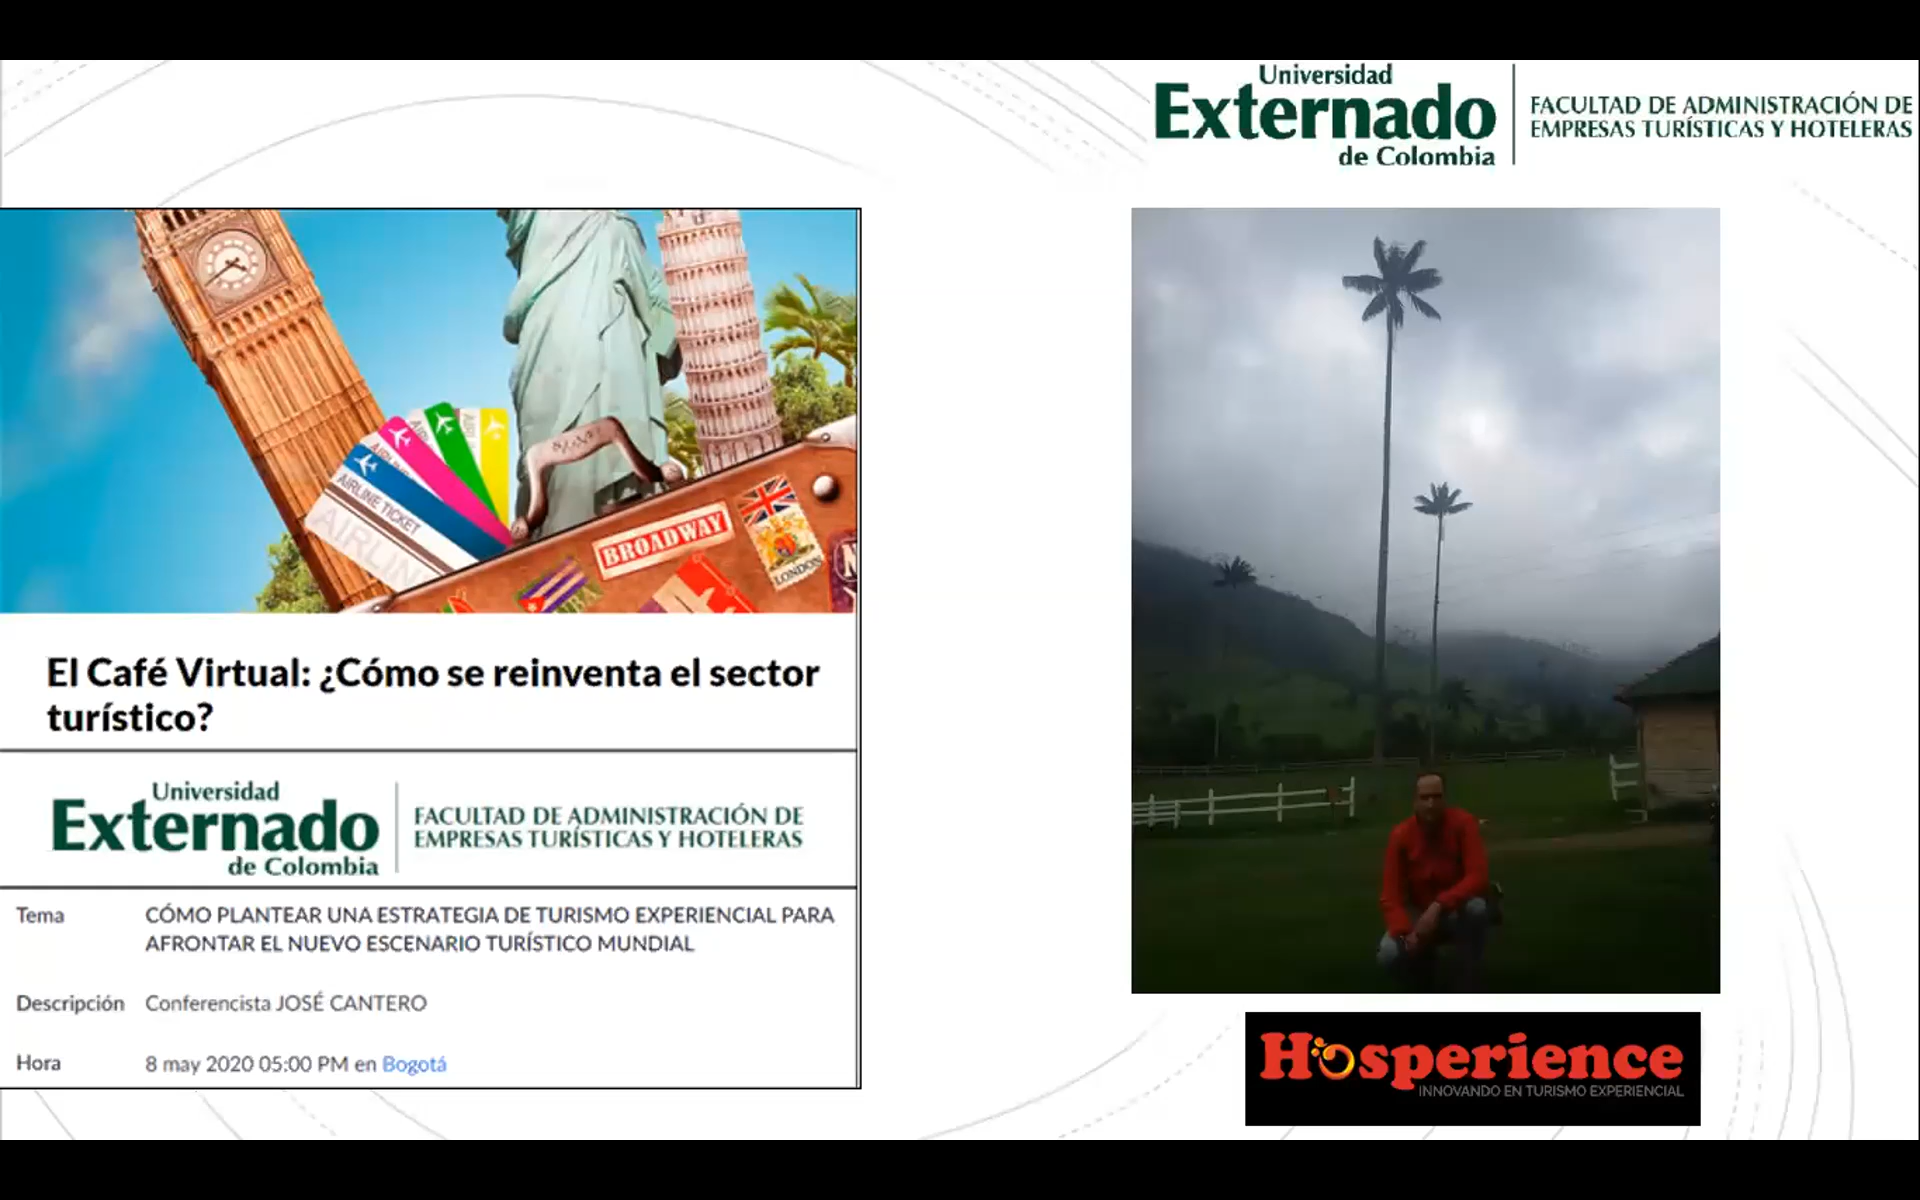 Universidad
Externado
de Colombia
FACULTAD DE ADMINISTRACIÓN DE
EMPRESAS TURÍSTICAS Y HOTELERAS
AIRLINE TICKET
BROADWAY
LONDON
El Café Virtual: ¿Cómo se reinventa el sector
turístico?
Universidad
Externado
de Colombia
FACULTAD DE ADMINISTRACIÓN DE
EMPRESAS TURÍSTICAS Y HOTELERAS
Tema CÓMO PLANTEAR UNA ESTRATEGIA DE TURISMO EXPERIENCIAL PARA
AFRONTAR EL NUEVO ESCENARIO TURÍSTICO MUNDIAL
Descripción Conferencista JOSÉ CANTERO
Hora 8 may 2020 05:00 PM en Bogotá
Hosperience
INNOVANDO EN TURISMO EXPERIENCIAL